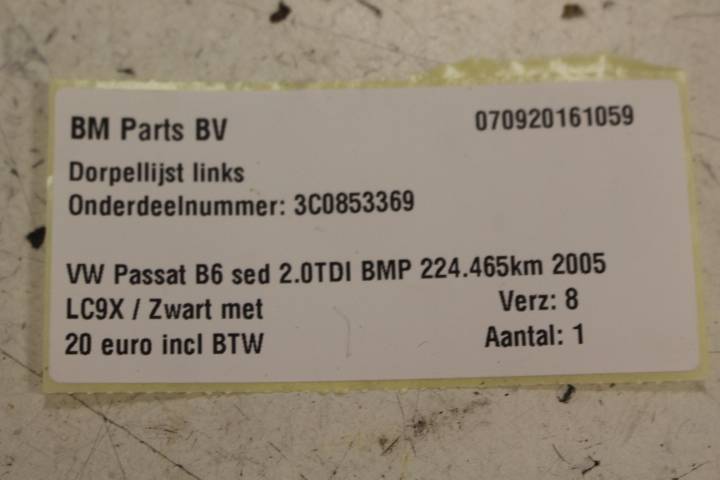 BM Parts BV 070920161059
Dorpellijst links
Onderdeelnummer: 3C0853369
VW Passat B6 sed 2.0TDI BMP 224.465km 2005
LC9X / Zwart met Verz: 8
20 euro incl BTW Aantal: 1